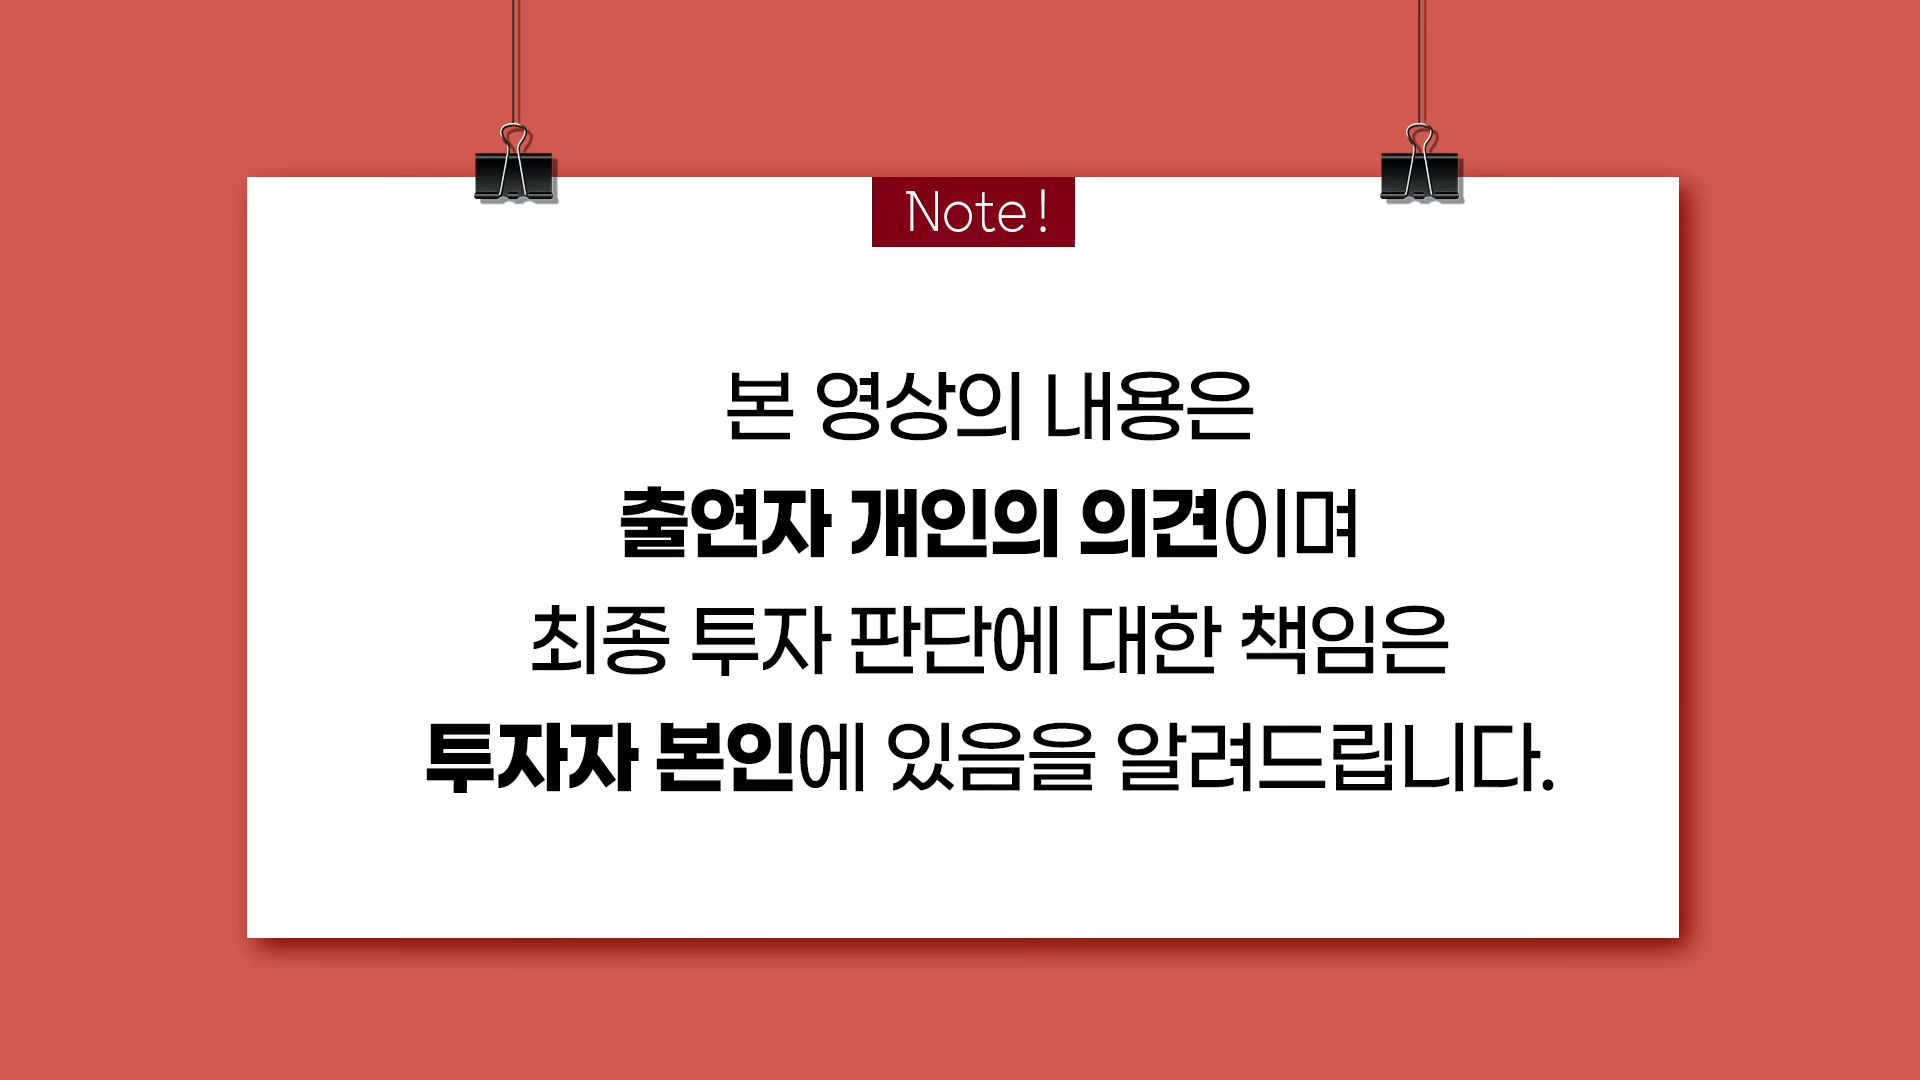 Note!
본 영상의 내용은
출연자 개인의 의견이며
최종 투자 판단에 대한 책임은
투자자 본인에 있음을 알려드립니다.